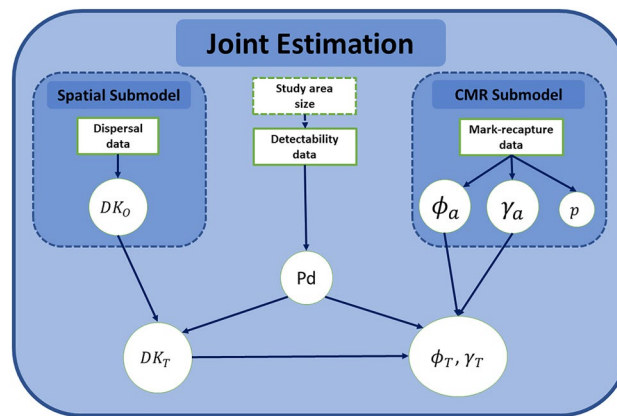 Joint Estimation
Spatial Submodel
Dispersal
data
DK_O
Study area
size
Detectability
data
CMR Submodel
Mark-recapture
data
ϕ_a
γ_a
p
Pd
DK_T
ϕ_T, γ_T